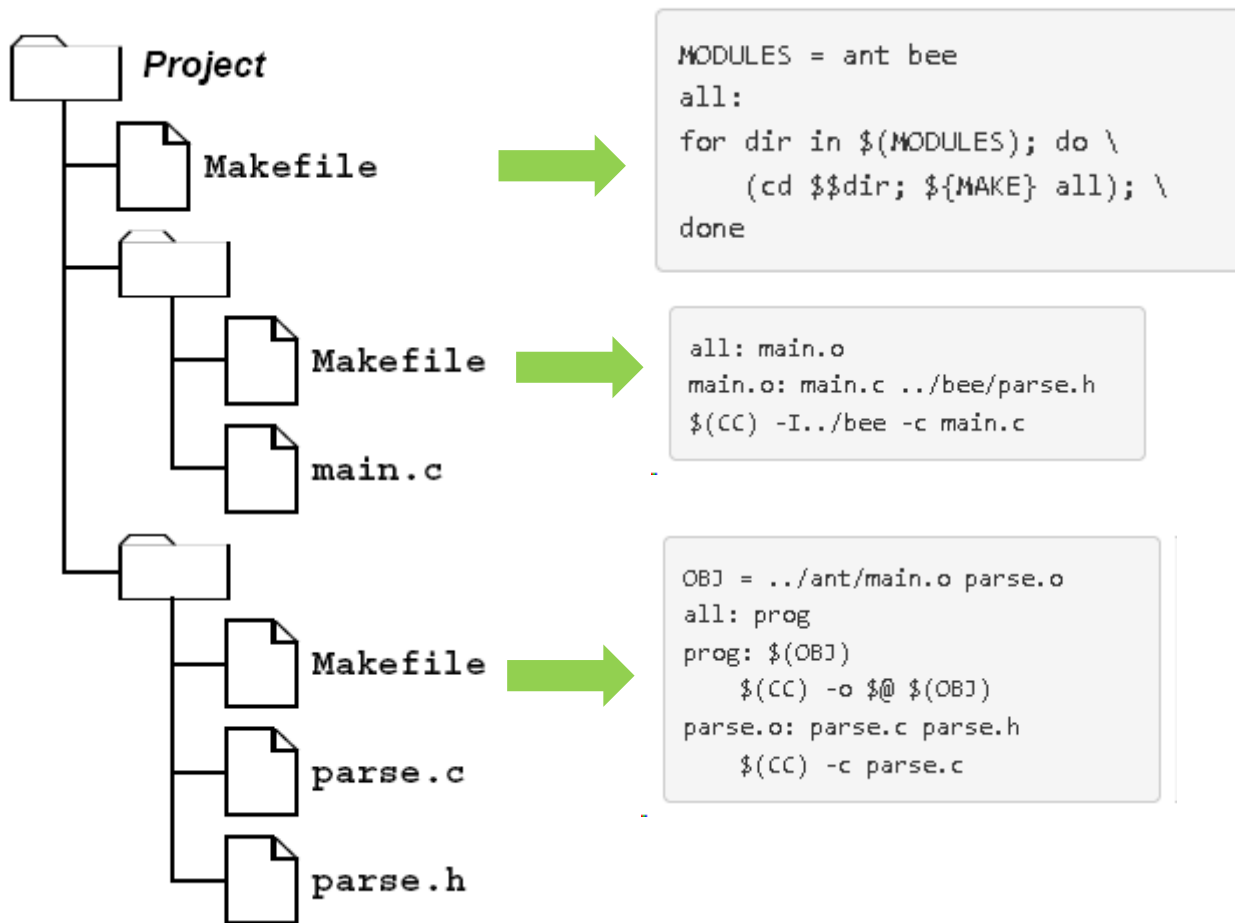 Project
Makefile
MODULES = ant bee
all:
for dir in $(MODULES); do \
    (cd $$dir; ${MAKE} all); \
done
Makefile
all: main.o
main.o: main.c ../bee/parse.h
$(CC) -I../bee -c main.c
main.c
Makefile
OBJ = ../ant/main.o parse.o
all: prog
prog: $(OBJ)
    $(CC) -o $@ $(OBJ)
parse.o: parse.c parse.h
    $(CC) -c parse.c
parse.c
parse.h